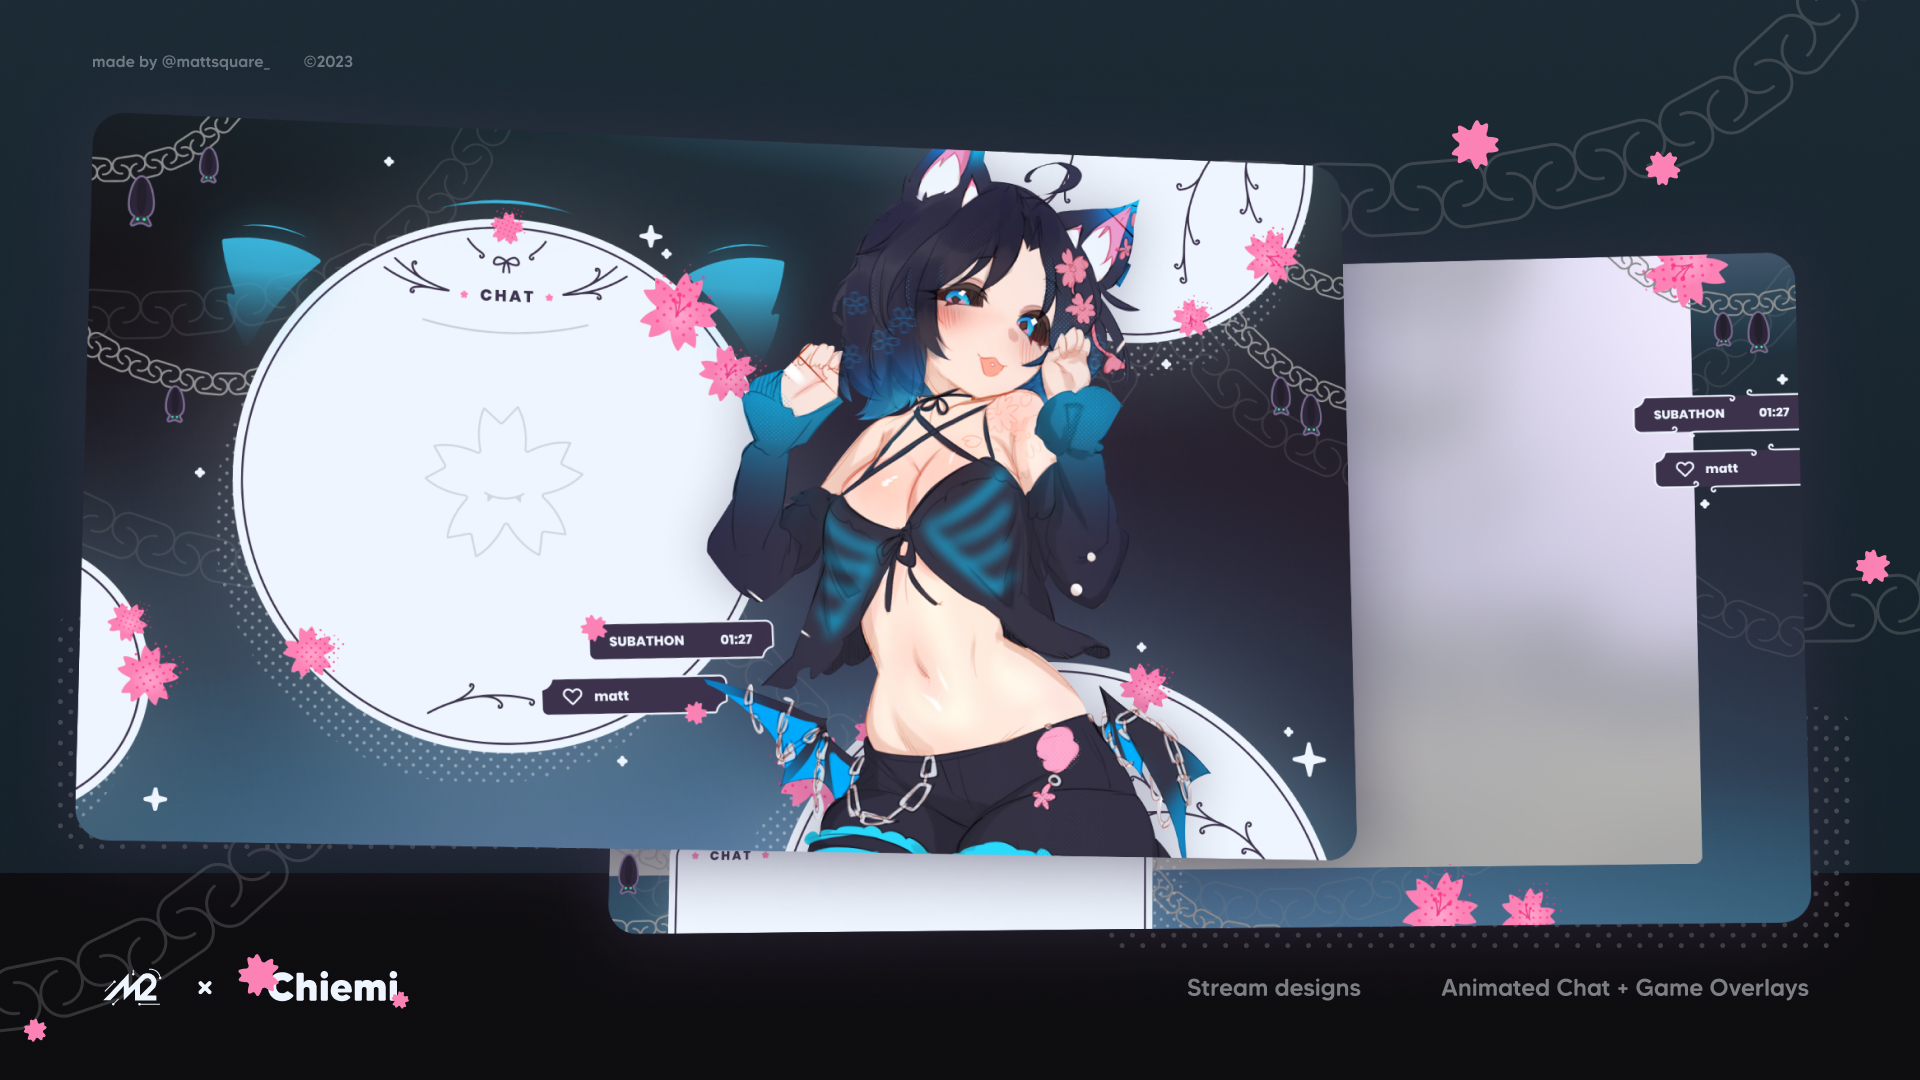 made by @mattsquare_ ©2023
CHAT
SUBATHON 01:27
matt
SUBATHON 01:27
matt
CHAT
M2 × Chiemi
Stream designs Animated Chat + Game Overlays